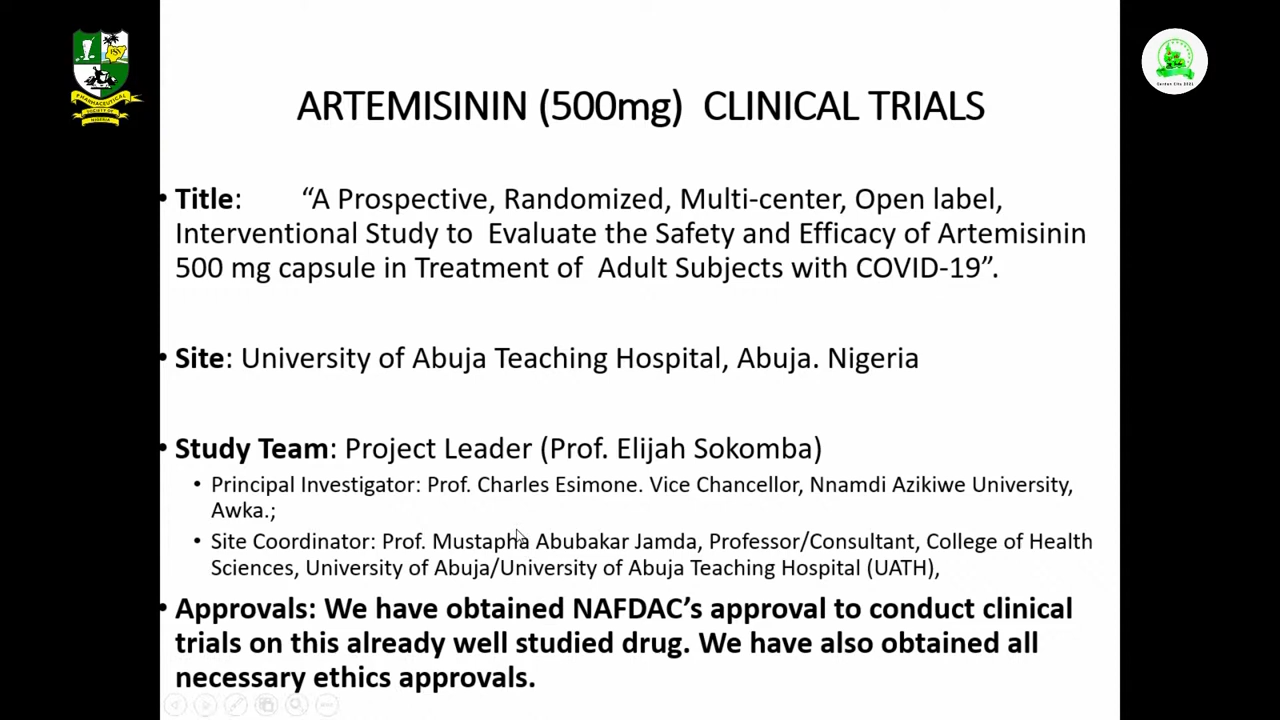 ARTEMISININ (500mg) CLINICAL TRIALS
• Title: “A Prospective, Randomized, Multi-center, Open label,
Interventional Study to Evaluate the Safety and Efficacy of Artemisinin
500 mg capsule in Treatment of Adult Subjects with COVID-19”.
• Site: University of Abuja Teaching Hospital, Abuja. Nigeria
• Study Team: Project Leader (Prof. Elijah Sokomba)
• Principal Investigator: Prof. Charles Esimone. Vice Chancellor, Nnamdi Azikiwe University,
Awka.;
• Site Coordinator: Prof. Mustapha Abubakar Jamda, Professor/Consultant, College of Health
Sciences, University of Abuja/University of Abuja Teaching Hospital (UATH),
• Approvals: We have obtained NAFDAC’s approval to conduct clinical
trials on this already well studied drug. We have also obtained all
necessary ethics approvals.
PHARMACEUTICAL
SOCIETY OF
NIGERIA